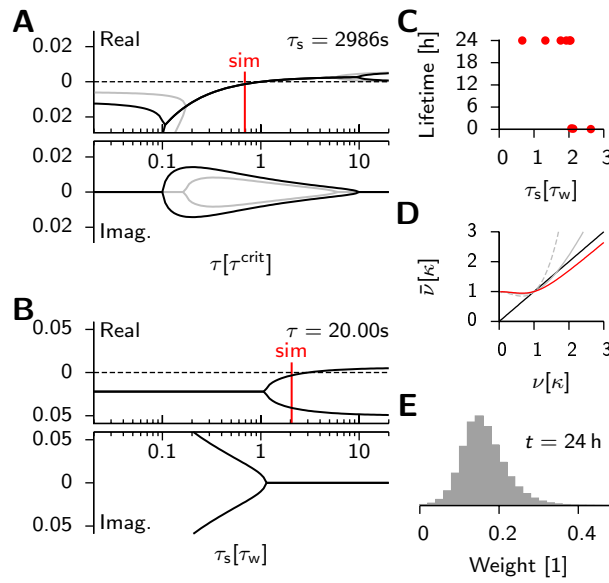 A
Real
τs = 2986s
sim
0.02
0
0.02
0.1
1
10
0.02
0
0.02
Imag.
τ[τcrit]
B
Real
τ = 20.00s
sim
0.05
0
0.05
0.1
1
10
0.05
0
0.05
Imag.
τs[τw]
C
Lifetime [h]
30
24
18
12
6
0
0 1 2 3
τs[τw]
D
ν̄[κ]
3
2
1
0
0 1 2 3
ν[κ]
E
t = 24 h
0 0.2 0.4
Weight [1]